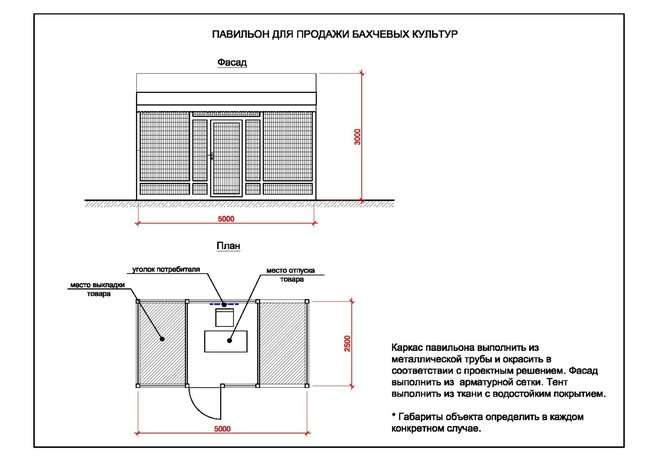 ПАВИЛЬОН ДЛЯ ПРОДАЖИ БАХЧЕВЫХ КУЛЬТУР
Фасад
3000
5000
План
уголок потребителя
место отпуска
товара
место выкладки
товара
2500
5000
Каркас павильона выполнить из
металлической трубы и окрасить в
соответствии с проектным решением. Фасад
выполнить из арматурной сетки. Тент
выполнить из ткани с водостойким покрытием.
* Габариты объекта определить в каждом
конкретном случае.